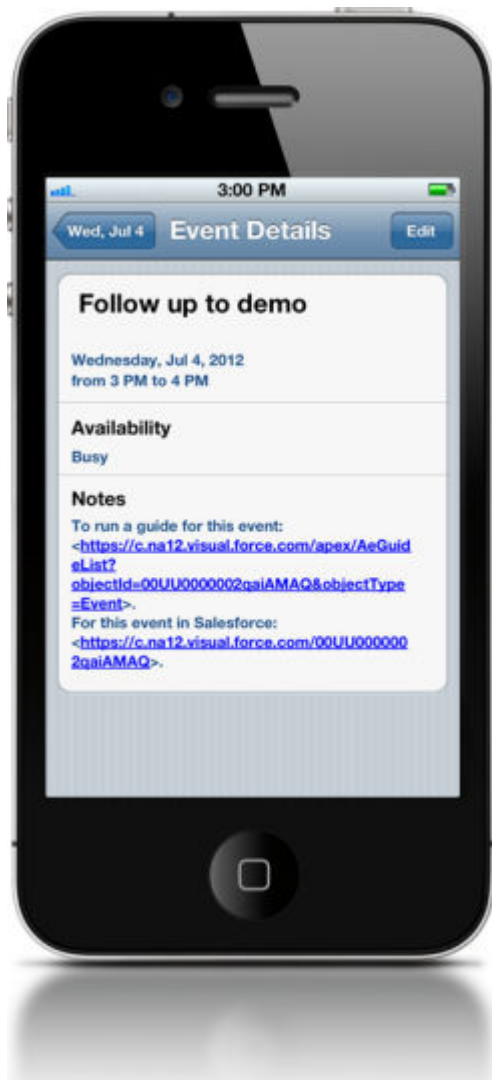 3:00 PM
Wed, Jul 4
Event Details
Edit
Follow up to demo
Wednesday, Jul 4, 2012
from 3 PM to 4 PM
Availability
Busy
Notes
To run a guide for this event:
<https://c.na12.visual.force.com/apex/AeGuid
eList?
objectId=00UU0000002qaiAMAQ&objectType
=Event>.
For this event in Salesforce:
<https://c.na12.visual.force.com/00UU000000
2qaiAMAQ>.